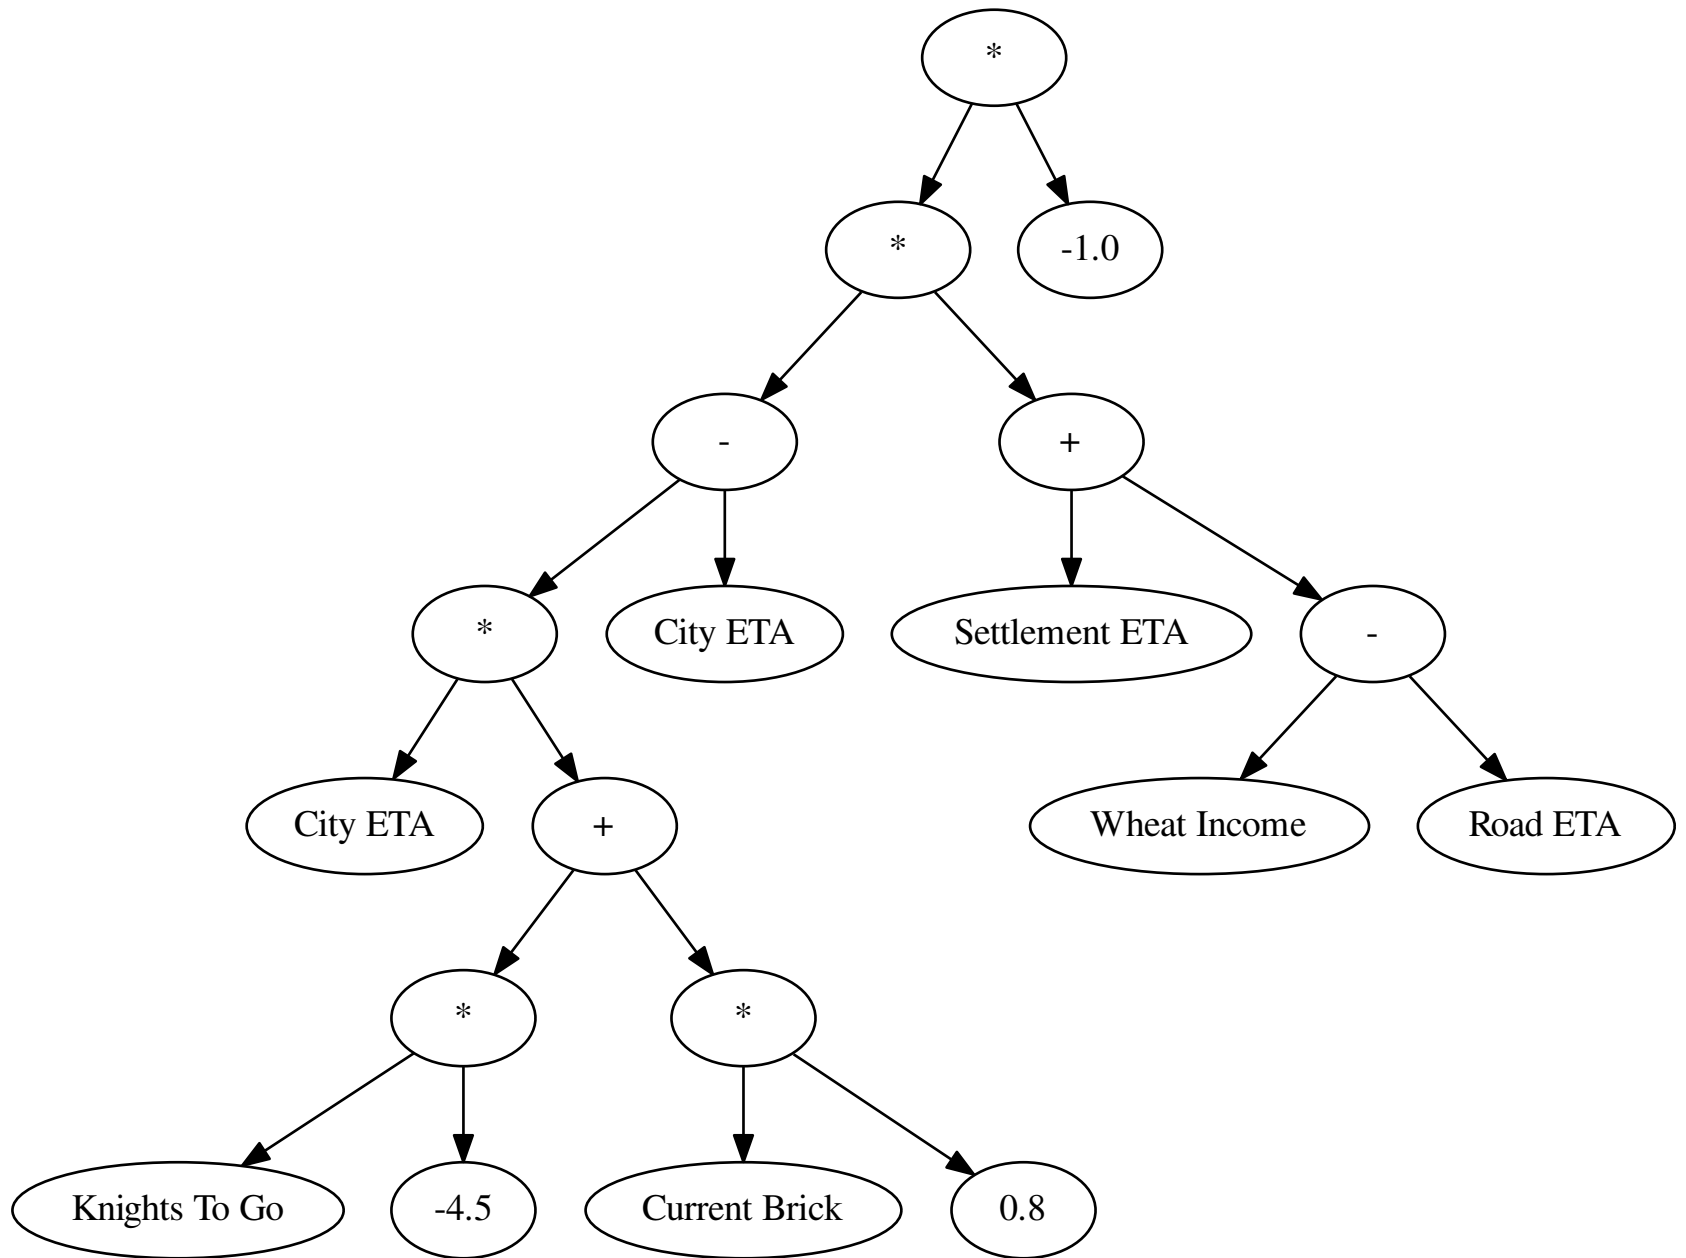 *
*
-1.0
-
+
*
City ETA
Settlement ETA
-
City ETA
+
Wheat Income
Road ETA
*
*
Knights To Go
-4.5
Current Brick
0.8